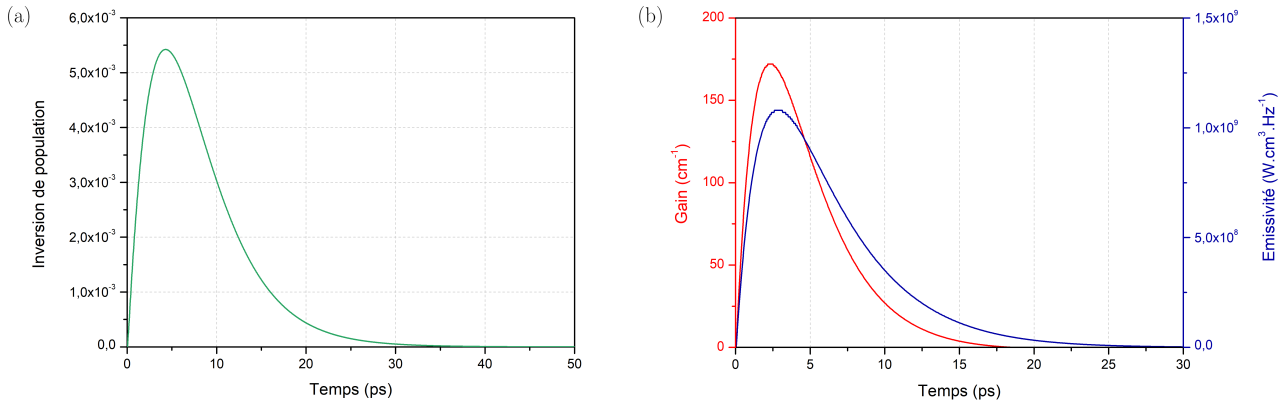 (a)
6,0x10⁻³
5,0x10⁻³
4,0x10⁻³
3,0x10⁻³
2,0x10⁻³
1,0x10⁻³
0,0
Inversion de population
0 10 20 30 40 50
Temps (ps)
(b)
200
150
100
50
0
Gain (cm⁻¹)
1,5x10⁹
1,0x10⁹
5,0x10⁸
0,0
Emissivité (W.cm³.Hz⁻¹)
0 5 10 15 20 25 30
Temps (ps)